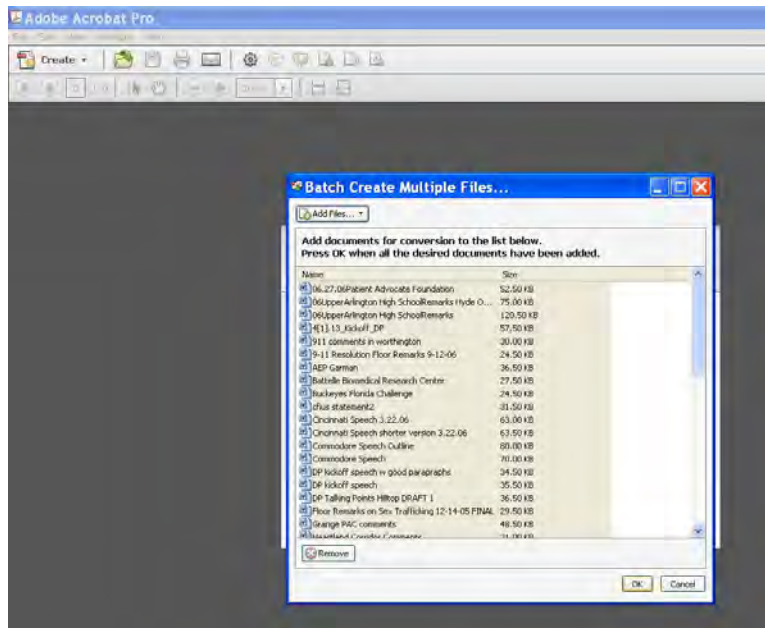 Adobe Acrobat Pro
Create
Batch Create Multiple Files...
Add Files...
Add documents for conversion to the list below.
Press OK when all the desired documents have been added.
Name Size
06.27.06Patient Advocate Foundation 52.50 KB
06UpperArlington High SchoolRemarks Hyde O... 75.00 KB
06UpperArlington High SchoolRemarks 120.50 KB
4[1].13_Kickoff_DP 57.50 KB
911 comments in worthington 20.00 KB
9-11 Resolution Floor Remarks 9-12-06 24.50 KB
AEP Garman 36.50 KB
Battelle Biomedical Research Center 27.50 KB
Buckeyes Florida Challenge 24.50 KB
cfius statement2 31.50 KB
Cincinnati Speech 3.22.06 63.00 KB
Cincinnati Speech shorter version 3.22.06 63.50 KB
Commodore Speech Outline 60.00 KB
Commodore Speech 70.00 KB
DP kickoff speech w good paragraphs 34.50 KB
DP kickoff speech 35.50 KB
DP Talking Points Hilltop DRAFT 1 36.50 KB
Floor Remarks on Sex Trafficking 12-14-05 FINAL 29.50 KB
Grange PAC comments 48.50 KB
Heartland Corridor Comments 31.00 KB
Remove
OK Cancel